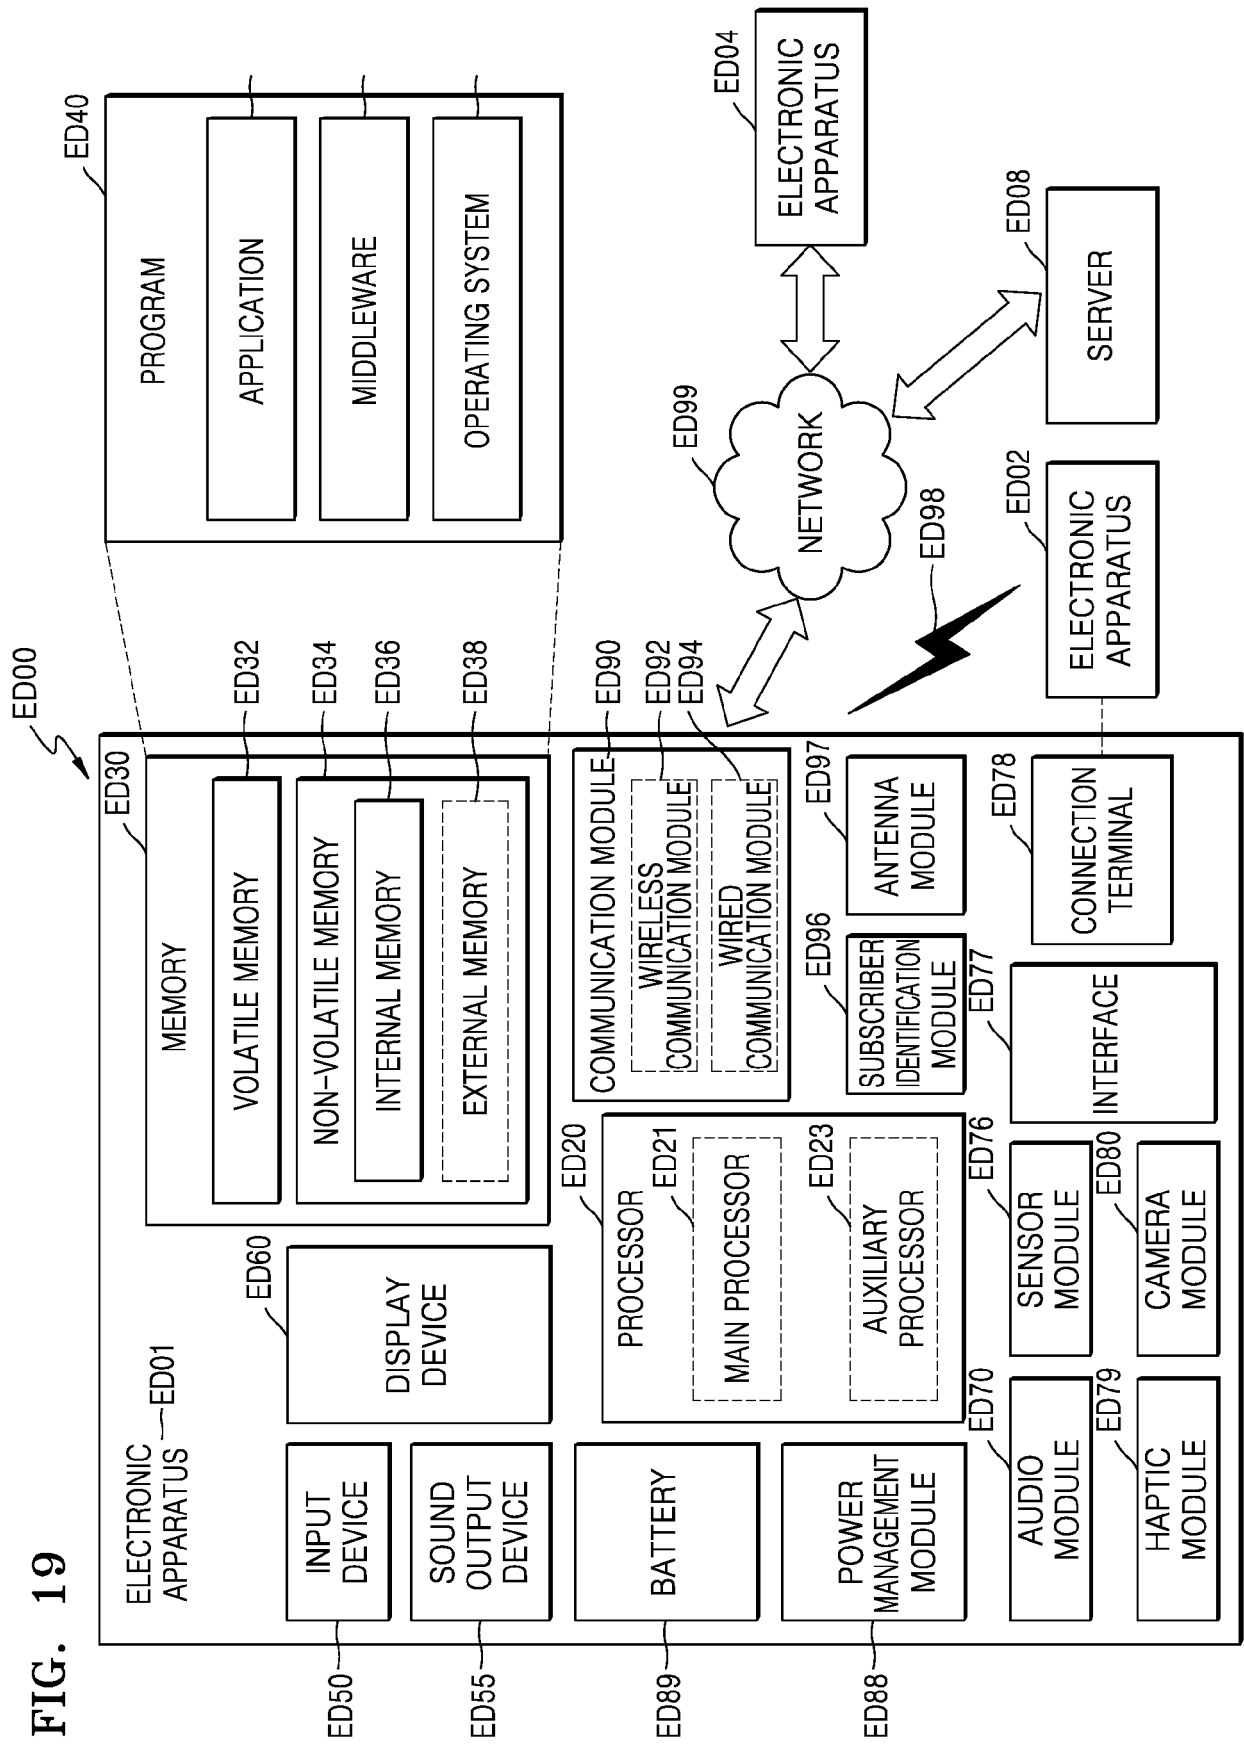 FIG. 19
ED00
ELECTRONIC
APPARATUS
ED01
ED50
INPUT
DEVICE
ED55
SOUND
OUTPUT
DEVICE
ED60
DISPLAY
DEVICE
ED30
MEMORY
VOLATILE MEMORY
ED32
NON-VOLATILE MEMORY
ED34
INTERNAL MEMORY
ED36
EXTERNAL MEMORY
ED38
ED40
PROGRAM
APPLICATION
MIDDLEWARE
OPERATING SYSTEM
ED89
BATTERY
ED88
POWER
MANAGEMENT
MODULE
ED20
PROCESSOR
ED21
MAIN PROCESSOR
ED23
AUXILIARY
PROCESSOR
COMMUNICATION MODULE
ED90
WIRELESS
COMMUNICATION MODULE
ED92
WIRED
COMMUNICATION MODULE
ED94
ED96
SUBSCRIBER
IDENTIFICATION
MODULE
ED97
ANTENNA
MODULE
ED70
AUDIO
MODULE
ED76
SENSOR
MODULE
ED77
INTERFACE
ED78
CONNECTION
TERMINAL
ED79
HAPTIC
MODULE
ED80
CAMERA
MODULE
ED99
NETWORK
ED98
ED04
ELECTRONIC
APPARATUS
ED02
ELECTRONIC
APPARATUS
ED08
SERVER